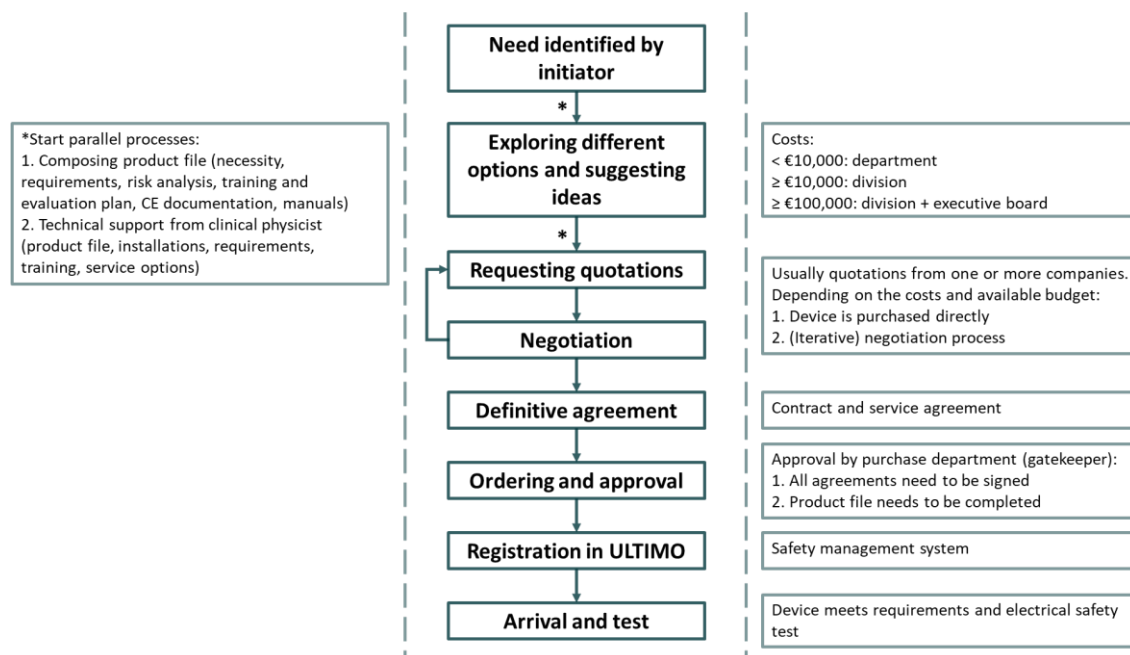 Need identified by
initiator
*
*Start parallel processes:
1. Composing product file (necessity,
requirements, risk analysis, training and
evaluation plan, CE documentation, manuals)
2. Technical support from clinical physicist
(product file, installations, requirements,
training, service options)
Exploring different
options and suggesting
ideas
Costs:
< €10,000: department
≥ €10,000: division
≥ €100,000: division + executive board
*
Requesting quotations
Negotiation
Usually quotations from one or more companies.
Depending on the costs and available budget:
1. Device is purchased directly
2. (Iterative) negotiation process
Definitive agreement
Contract and service agreement
Ordering and approval
Approval by purchase department (gatekeeper):
1. All agreements need to be signed
2. Product file needs to be completed
Registration in ULTIMO
Safety management system
Arrival and test
Device meets requirements and electrical safety
test